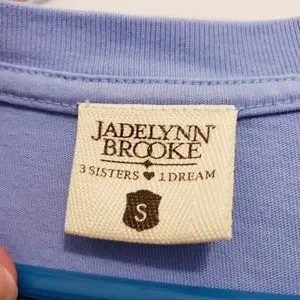 JADELYNN
BROOKE
3 SISTERS ♥ 1 DREAM
S